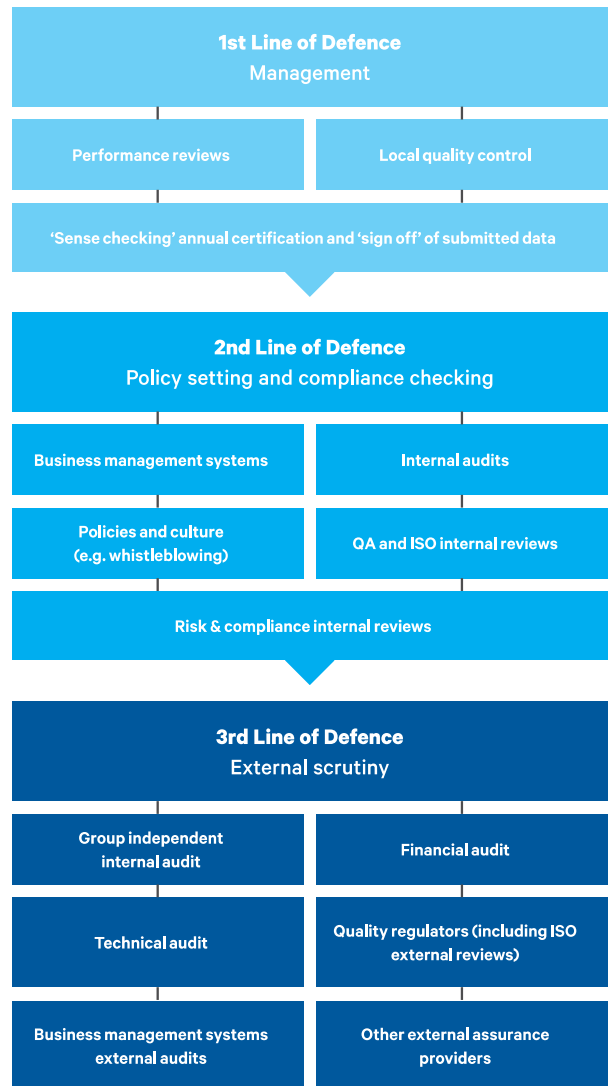 1st Line of Defence
Management
Performance reviews
Local quality control
‘Sense checking’ annual certification and ‘sign off’ of submitted data
2nd Line of Defence
Policy setting and compliance checking
Business management systems
Internal audits
Policies and culture
(e.g. whistleblowing)
QA and ISO internal reviews
Risk & compliance internal reviews
3rd Line of Defence
External scrutiny
Group independent
internal audit
Financial audit
Technical audit
Quality regulators (including ISO
external reviews)
Business management systems
external audits
Other external assurance
providers